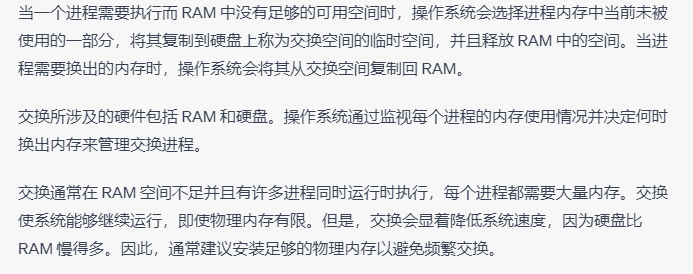 当一个进程需要执行而 RAM 中没有足够的可用空间时，操作系统会选择进程内存中当前未被
使用的一部分，将其复制到硬盘上称为交换空间的临时空间，并且释放 RAM 中的空间。当进
程需要换出的内存时，操作系统会将其从交换空间复制回 RAM。
交换所涉及的硬件包括 RAM 和硬盘。操作系统通过监视每个进程的内存使用情况并决定何时
换出内存来管理交换进程。
交换通常在 RAM 空间不足并且有许多进程同时运行时执行，每个进程都需要大量内存。交换
使系统能够继续运行，即使物理内存有限。但是，交换会显着降低系统速度，因为硬盘比
RAM 慢得多。因此，通常建议安装足够的物理内存以避免频繁交换。